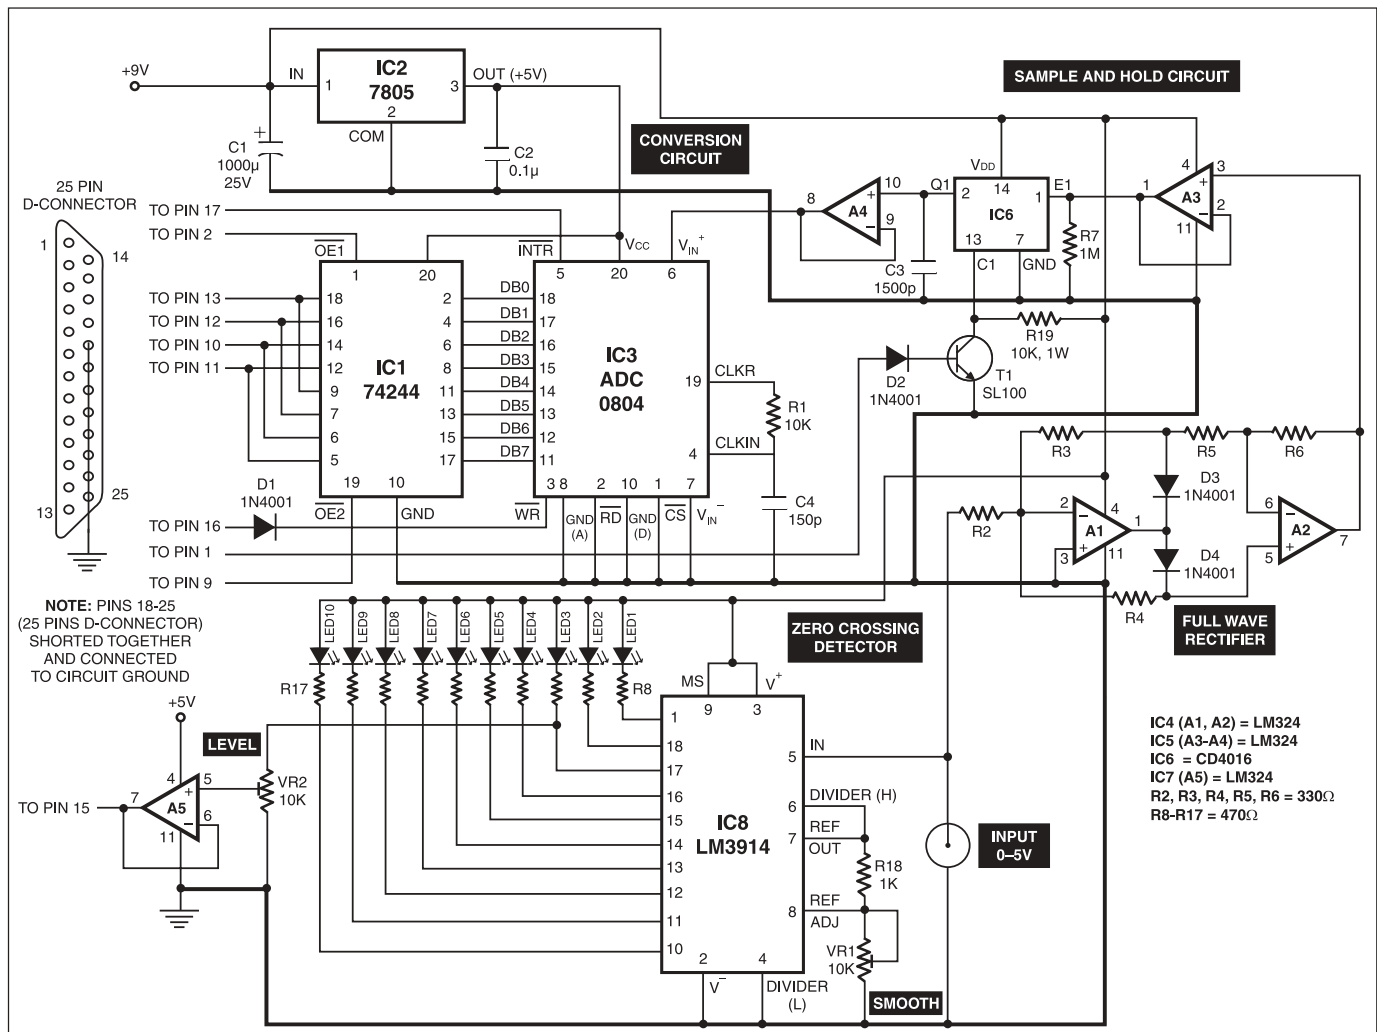 +9V
IN
1
IC2
7805
3
OUT (+5V)
2
COM
+
C1
1000µ
25V
C2
0.1µ
CONVERSION
CIRCUIT
SAMPLE AND HOLD CIRCUIT
25 PIN
D-CONNECTOR
1
14
13
25
TO PIN 17
TO PIN 2
TO PIN 13
TO PIN 12
TO PIN 10
TO PIN 11
D1
1N4001
TO PIN 16
TO PIN 1
TO PIN 9
NOTE: PINS 18-25
(25 PINS D-CONNECTOR)
SHORTED TOGETHER
AND CONNECTED
TO CIRCUIT GROUND
OE1
1
20
18
16
14
12
9
7
6
5
IC1
74244
2
4
6
8
11
13
15
17
19
10
OE2
GND
DB0
DB1
DB2
DB3
DB4
DB5
DB6
DB7
INTR
VCC
VIN+
5
20
6
18
17
16
15
14
13
12
11
IC3
ADC
0804
19
CLKR
4
CLKIN
R1
10K
C4
150p
3
8
2
10
1
7
WR
GND
(A)
RD
GND
(D)
CS
VIN−
8
A4
+
−
10
9
Q1
C3
1500p
VDD
14
2
IC6
1
13
7
C1
GND
E1
R7
1M
1
A3
4
+
−
3
2
11
R19
10K, 1W
D2
1N4001
T1
SL100
R3
R5
R6
D3
1N4001
R2
2
−
A1
+
3
4
1
11
D4
1N4001
R4
6
−
A2
+
5
7
FULL WAVE
RECTIFIER
ZERO CROSSING
DETECTOR
LED10
LED9
LED8
LED7
LED6
LED5
LED4
LED3
LED2
LED1
R17
R8
MS
V+
9
3
1
18
17
16
15
14
13
12
11
10
IC8
LM3914
5
IN
6
DIVIDER (H)
7
REF
OUT
8
REF
ADJ
R18
1K
VR1
10K
2
4
V−
DIVIDER
(L)
SMOOTH
INPUT
0–5V
+5V
LEVEL
4
5
+
A5
−
6
7
11
VR2
10K
TO PIN 15
IC4 (A1, A2) = LM324
IC5 (A3-A4) = LM324
IC6 = CD4016
IC7 (A5) = LM324
R2, R3, R4, R5, R6 = 330Ω
R8-R17 = 470Ω